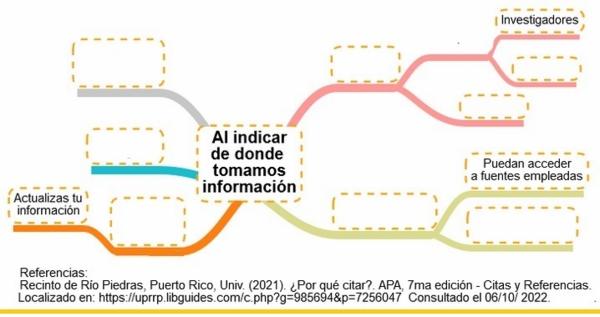 Investigadores
Al indicar
de donde
tomamos
información
Puedan acceder
a fuentes empleadas
Actualizas tu
información
Referencias:
Recinto de Río Piedras, Puerto Rico, Univ. (2021). ¿Por qué citar?. APA, 7ma edición - Citas y Referencias.
Localizado en: https://uprrp.libguides.com/c.php?g=985694&p=7256047 Consultado el 06/10/ 2022.